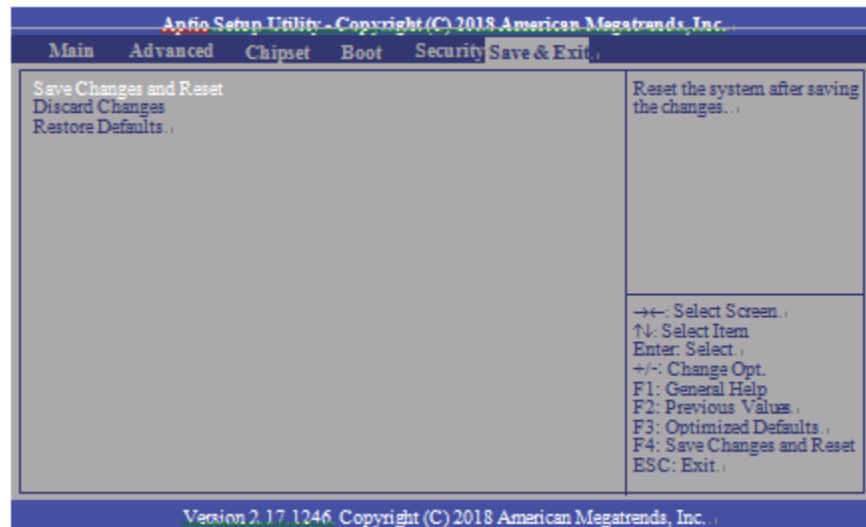 Aptio Setup Utility - Copyright (C) 2018 American Megatrends, Inc.
Main Advanced Chipset Boot Security Save & Exit
Save Changes and Reset
Discard Changes
Restore Defaults
Reset the system after saving
the changes.
→←: Select Screen
↑↓: Select Item
Enter: Select
+/-: Change Opt.
F1: General Help
F2: Previous Values
F3: Optimized Defaults
F4: Save Changes and Reset
ESC: Exit
Version 2.17.1246. Copyright (C) 2018 American Megatrends, Inc.